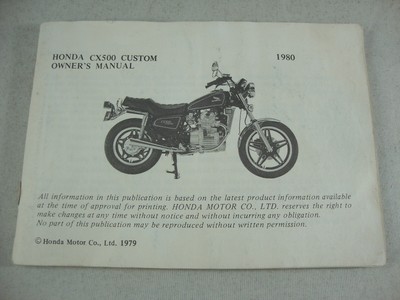 HONDA CX500 CUSTOM
OWNER'S MANUAL
1980
All information in this publication is based on the latest product information available
at the time of approval for printing. HONDA MOTOR CO., LTD. reserves the right to
make changes at any time without notice and without incurring any obligation.
No part of this publication may be reproduced without written permission.
© Honda Motor Co., Ltd. 1979